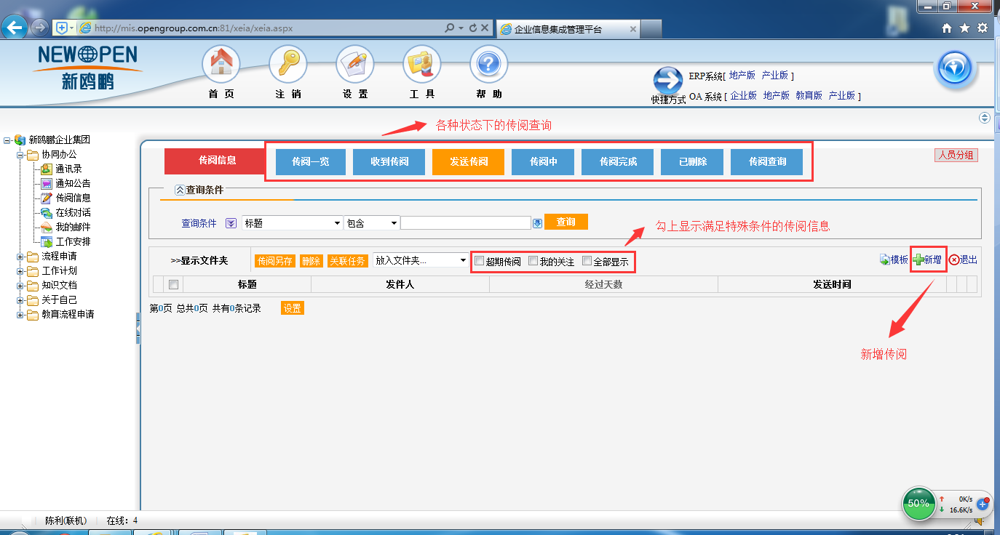 http://mis.opengroup.com.cn:81/xeia/xeia.aspx
企业信息集成管理平台
NEW OPEN
新鸥鹏
首 页
注 销
设 置
工 具
帮 助
快捷方式
ERP系统[ 地产版 产业版 ]
OA 系统 [ 企业版 地产版 教育版 产业版 ]
各种状态下的传阅查询
新鸥鹏企业集团
协同办公
通讯录
通知公告
传阅信息
在线对话
我的邮件
工作安排
流程申请
工作计划
知识文档
关于自己
教育流程申请
传阅信息 传阅一览 收到传阅 发送传阅 传阅中 传阅完成 已删除 传阅查询 人员分组
查询条件
查询条件 标题 包含 查询
勾上显示满足特殊条件的传阅信息
>>显示文件夹 传阅另存 删除 关联任务 放入文件夹... 超期传阅 我的关注 全部显示 模板 新增 退出
标题 发件人 经过天数 发送时间
第0页 总共0页 共有0条记录 设置
新增传阅
50% 0K/s
16.6K/s
陈利(联机) 在线：4